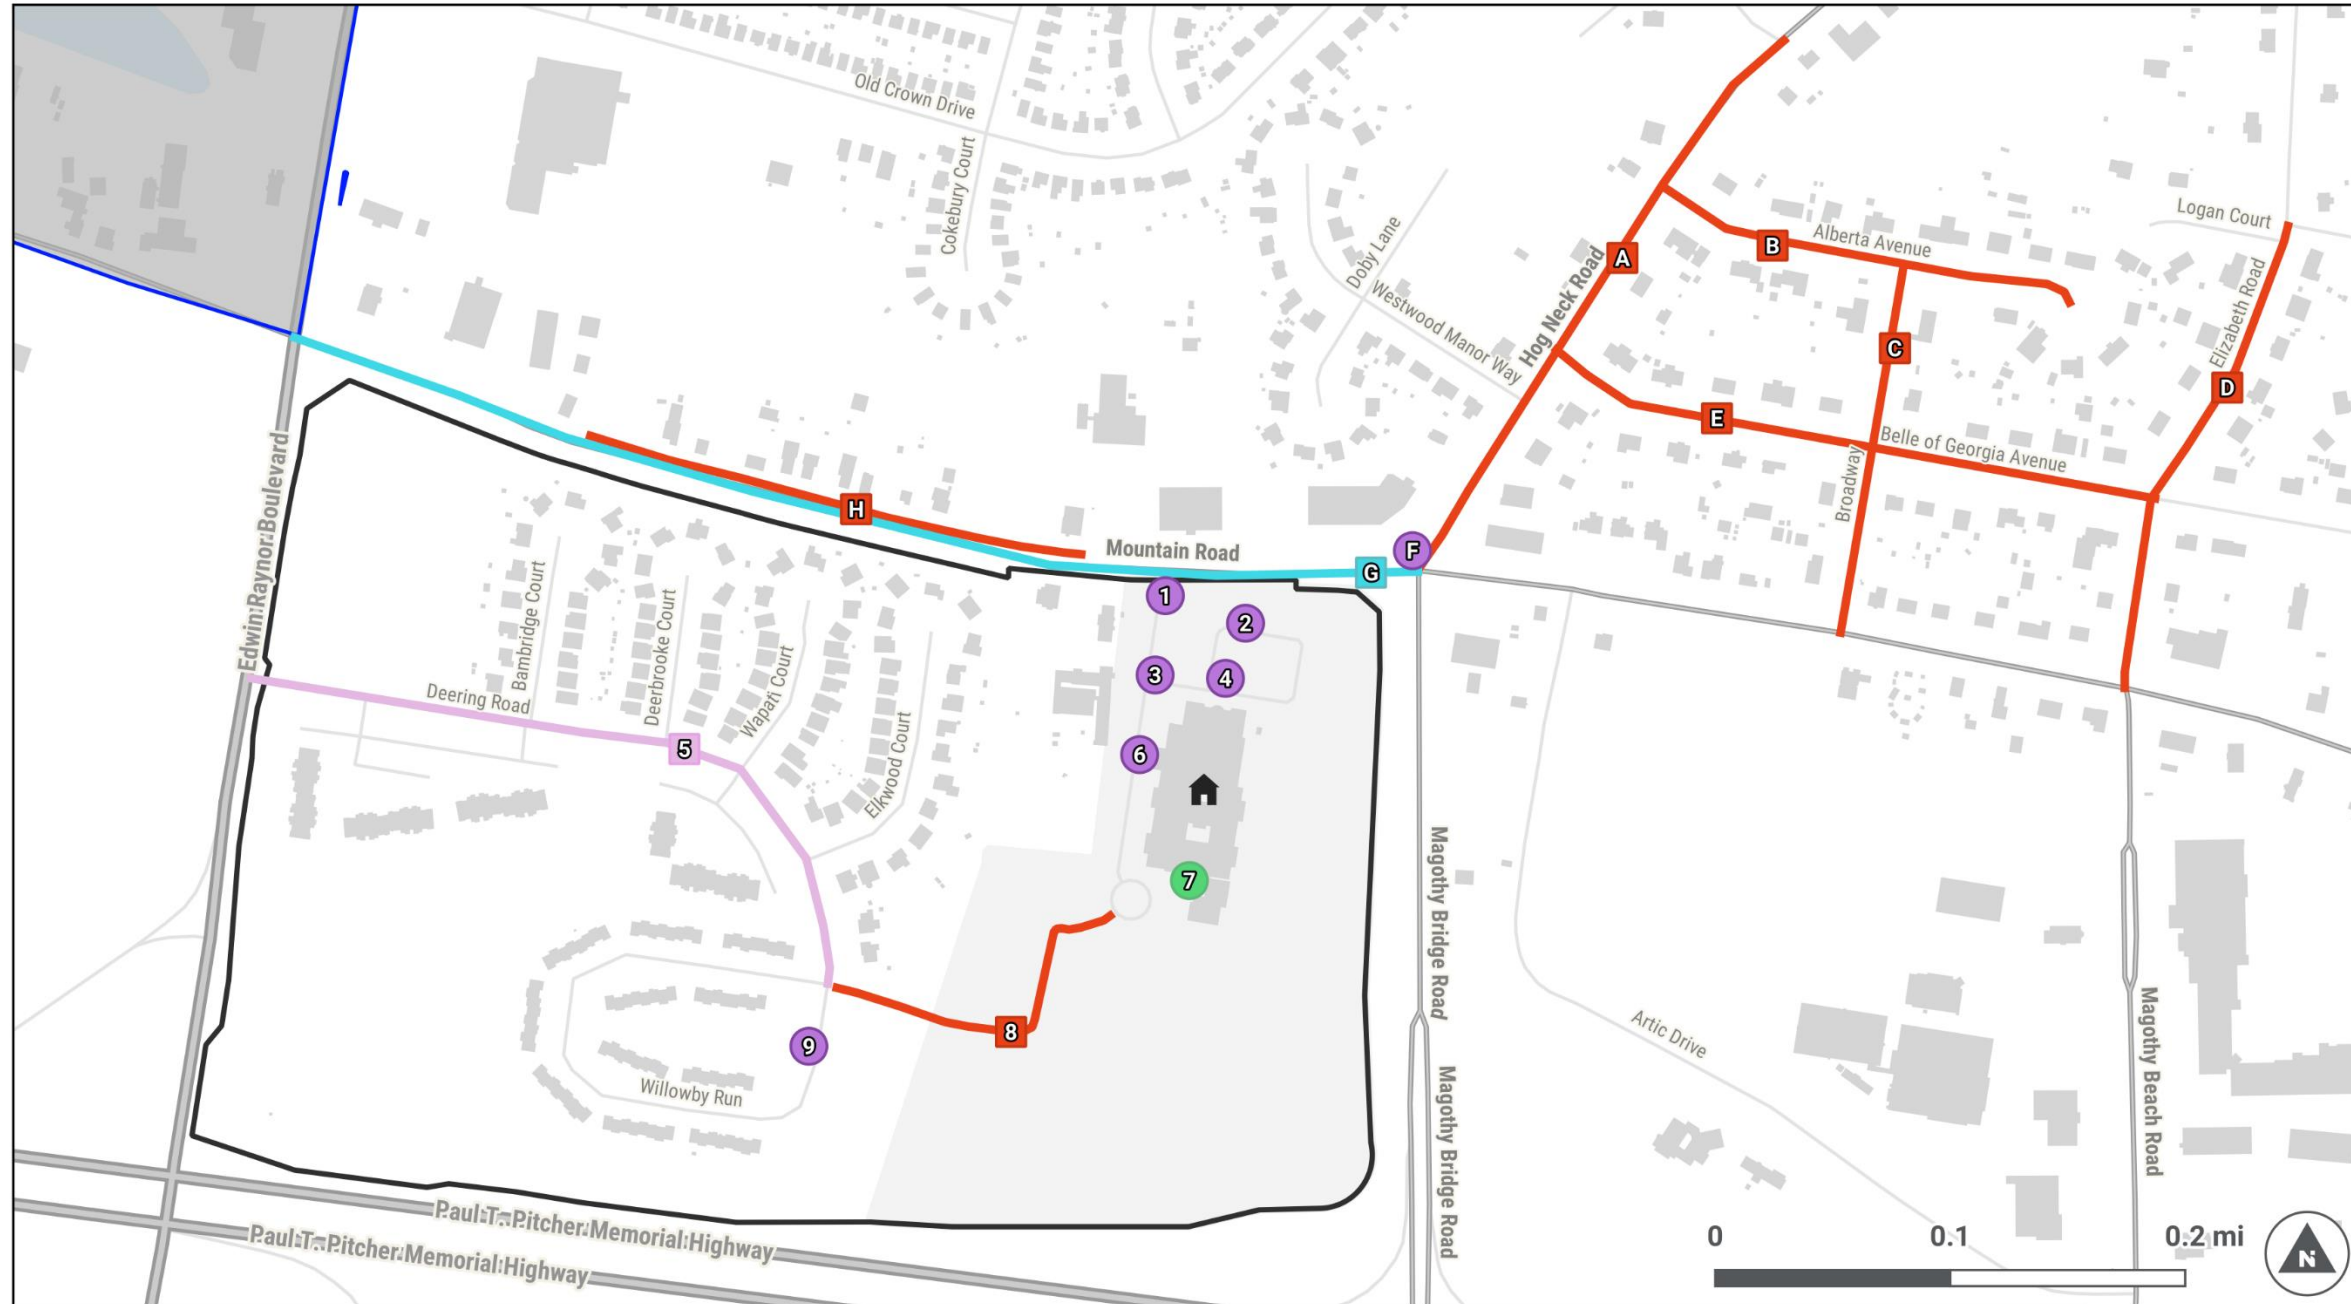 Old Crown Drive
Cokebury Court
Doby Lane
Westwood Manor Way
Hog Neck Road
A
B
Alberta Avenue
Logan Court
Elizabeth Road
C
D
E
Belle of Georgia Avenue
Broadway
H
Mountain Road
G
F
Edwin Raynor Boulevard
Bambridge Court
Deerbrooke Court
Wapati Court
Elkwood Court
Deering Road
1
2
3
4
5
6
7
8
9
Willowby Run
Magothy Bridge Road
Magothy Bridge Road
Artic Drive
Magothy Beach Road
Paul T. Pitcher Memorial Highway
Paul T. Pitcher Memorial Highway
0 0.1 0.2 mi
N